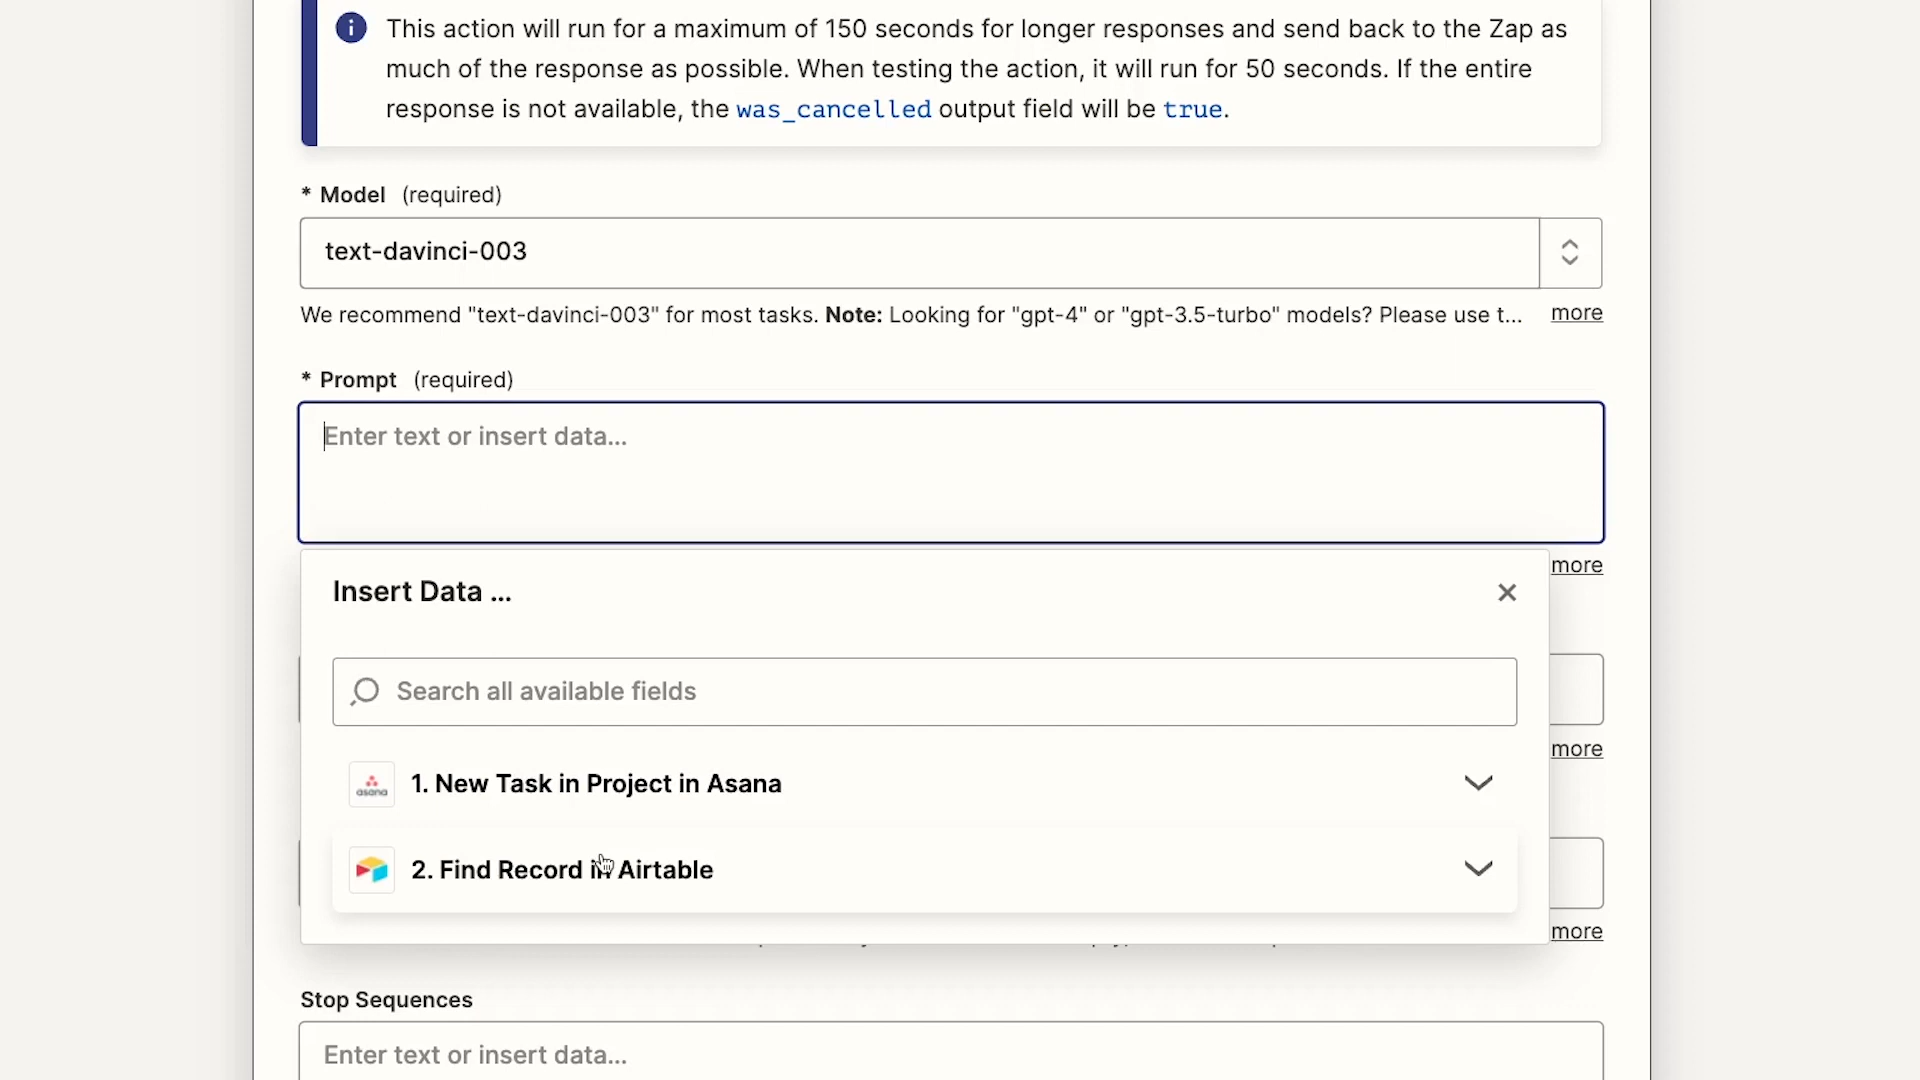 This action will run for a maximum of 150 seconds for longer responses and send back to the Zap as
much of the response as possible. When testing the action, it will run for 50 seconds. If the entire
response is not available, the was_cancelled output field will be true.
* Model (required)
text-davinci-003
We recommend "text-davinci-003" for most tasks. Note: Looking for "gpt-4" or "gpt-3.5-turbo" models? Please use t... more
* Prompt (required)
Enter text or insert data...
more
Insert Data ...
Search all available fields
more
asana 1. New Task in Project in Asana
2. Find Record in Airtable
more
Stop Sequences
Enter text or insert data...